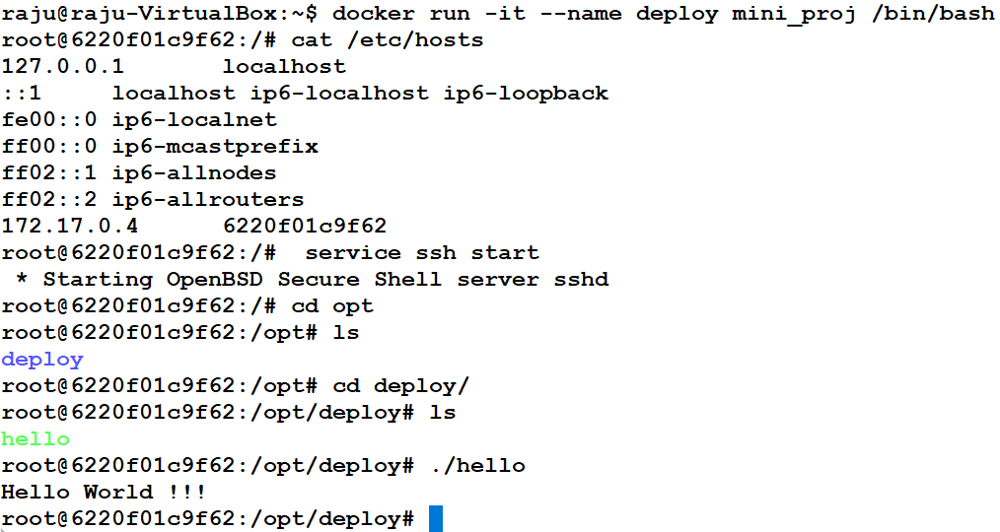 raju@raju-VirtualBox:~$ docker run -it --name deploy mini_proj /bin/bash
root@6220f01c9f62:/# cat /etc/hosts
127.0.0.1       localhost
::1     localhost ip6-localhost ip6-loopback
fe00::0 ip6-localnet
ff00::0 ip6-mcastprefix
ff02::1 ip6-allnodes
ff02::2 ip6-allrouters
172.17.0.4      6220f01c9f62
root@6220f01c9f62:/#  service ssh start
 * Starting OpenBSD Secure Shell server sshd
root@6220f01c9f62:/# cd opt
root@6220f01c9f62:/opt# ls
deploy
root@6220f01c9f62:/opt# cd deploy/
root@6220f01c9f62:/opt/deploy# ls
hello
root@6220f01c9f62:/opt/deploy# ./hello
Hello World !!!
root@6220f01c9f62:/opt/deploy#